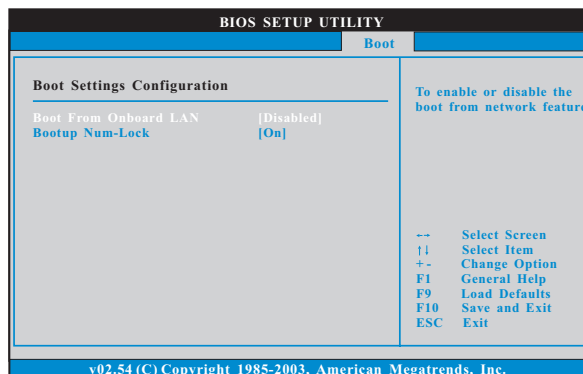 BIOS SETUP UTILITY
Boot
Boot Settings Configuration
Boot From Onboard LAN [Disabled]
Bootup Num-Lock [On]
To enable or disable the
boot from network feature
←→ Select Screen
↑↓ Select Item
+- Change Option
F1 General Help
F9 Load Defaults
F10 Save and Exit
ESC Exit
v02.54 (C) Copyright 1985-2003, American Megatrends, Inc.